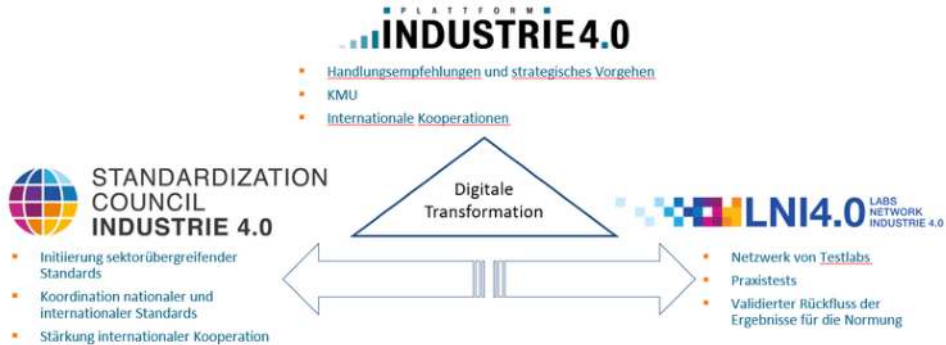 PLATTFORM
INDUSTRIE4.0
Handlungsempfehlungen und strategisches Vorgehen
KMU
Internationale Kooperationen
STANDARDIZATION
COUNCIL
INDUSTRIE 4.0
Initiierung sektorübergreifender
Standards
Koordination nationaler und
internationaler Standards
Stärkung internationaler Kooperation
Digitale
Transformation
LNI4.0 LABS
NETWORK
INDUSTRIE 4.0
Netzwerk von Testlabs
Praxistests
Validierter Rückfluss der
Ergebnisse für die Normung